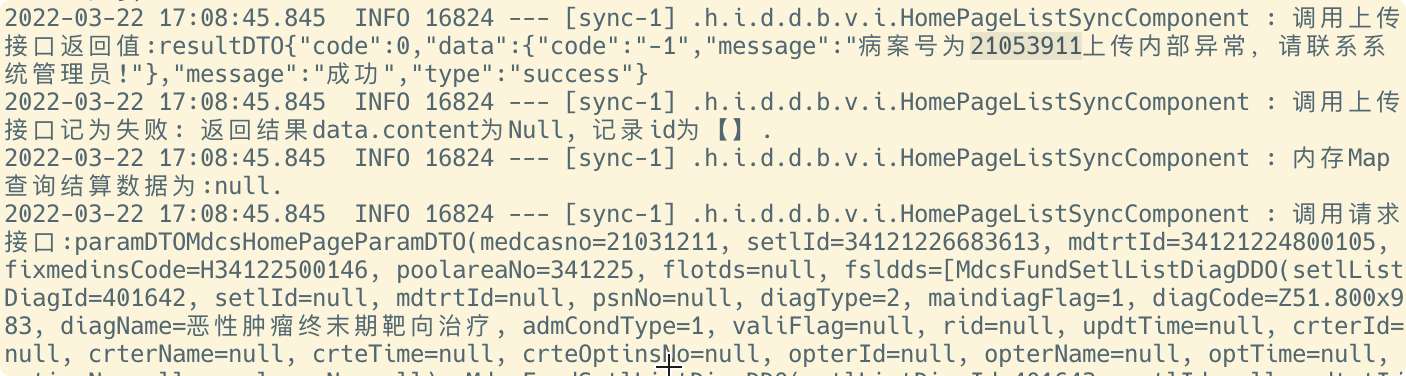 2022-03-22 17:08:45.845  INFO 16824 --- [sync-1] .h.i.d.d.b.v.i.HomePageListSyncComponent : 调用上传
接口返回值:resultDTO{"code":0,"data":{"code":"-1","message":"病案号为21053911上传内部异常, 请联系系
统管理员!"},"message":"成功","type":"success"}
2022-03-22 17:08:45.845  INFO 16824 --- [sync-1] .h.i.d.d.b.v.i.HomePageListSyncComponent : 调用上传
接口记为失败: 返回结果data.content为Null, 记录id为【】.
2022-03-22 17:08:45.845  INFO 16824 --- [sync-1] .h.i.d.d.b.v.i.HomePageListSyncComponent : 内存Map
查询结算数据为:null.
2022-03-22 17:08:45.845  INFO 16824 --- [sync-1] .h.i.d.d.b.v.i.HomePageListSyncComponent : 调用请求
接口:paramDTOMdcsHomePageParamDTO(medcasno=21031211, setlId=34121226683613, mdtrtId=34121224800105,
fixmedinsCode=H34122500146, poolareaNo=341225, flotds=null, fsldds=[MdcsFundSetlListDiagDDO(setlList
DiagId=401642, setlId=null, mdtrtId=null, psnNo=null, diagType=2, maindiagFlag=1, diagCode=Z51.800x9
83, diagName=恶性肿瘤终末期靶向治疗, admCondType=1, valiFlag=null, rid=null, updtTime=null, crterId=
null, crterName=null, crteTime=null, crteOptinsNo=null, opterId=null, opterName=null, optTime=null,